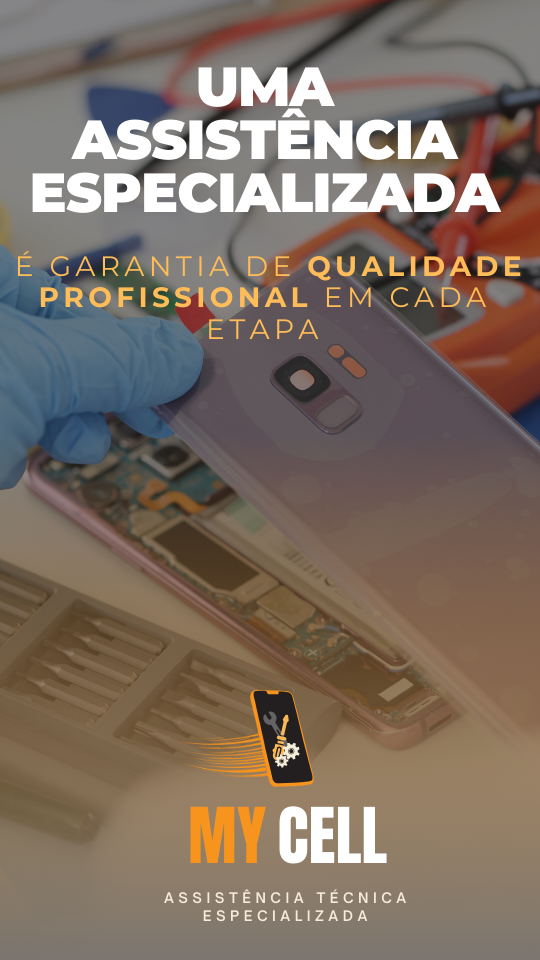 UMA
ASSISTÊNCIA
ESPECIALIZADA
É GARANTIA DE QUALIDADE
PROFISSIONAL EM CADA
ETAPA
MY CELL
ASSISTÊNCIA TÉCNICA
ESPECIALIZADA